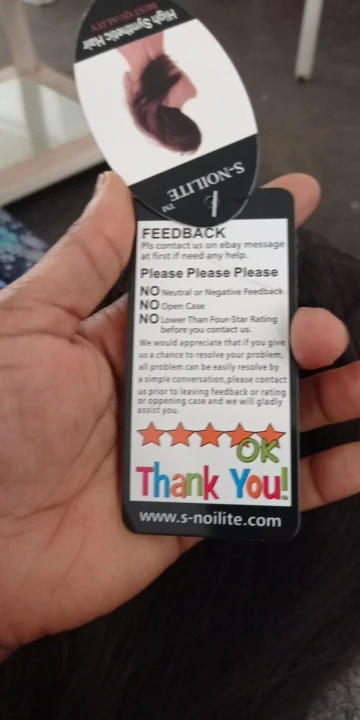 BEST QUALITY
High Synthetic Hair
S-NOILITE™
FEEDBACK
Pls contact us on ebay message
at first if need any help.
Please Please Please
NO Neutral or Negative Feedback
NO Open Case
NO Lower Than Four-Star Rating
before you contact us.
We would appreciate that if you give
us a chance to resolve your problem,
all problem can be easily resolve by
a simple conversation,please contact
us prior to leaving feedback or rating
or oppening case and we will gladly
assist you.
OK
Thank You!
www.s-noilite.com